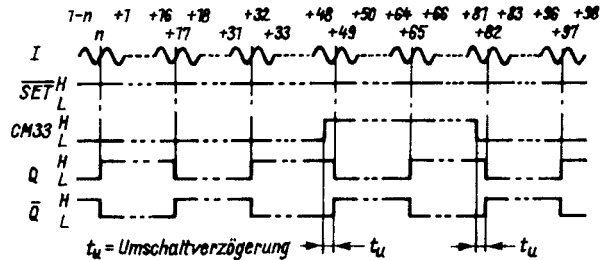 1-n +1 +16 +18 +32 +48 +50 +64 +66 +81 +83 +96 +98
n +17 +31 +33 +49 +65 +82 +97
I
SET H
L
CM33 H
L
Q H
L
Q̅ H
L
tᵤ = Umschaltverzögerung tᵤ tᵤ